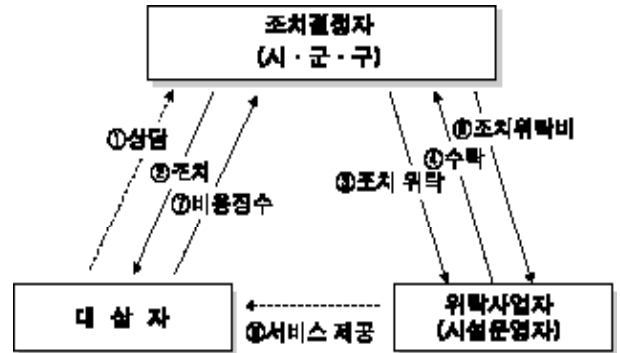 조치결정자
(시 · 군 · 구)
①상담
②조치
⑦비용징수
③조치 위탁
④수탁
⑥조치위탁비
대 상 자
⑤서비스 제공
위탁사업자
(시설운영자)